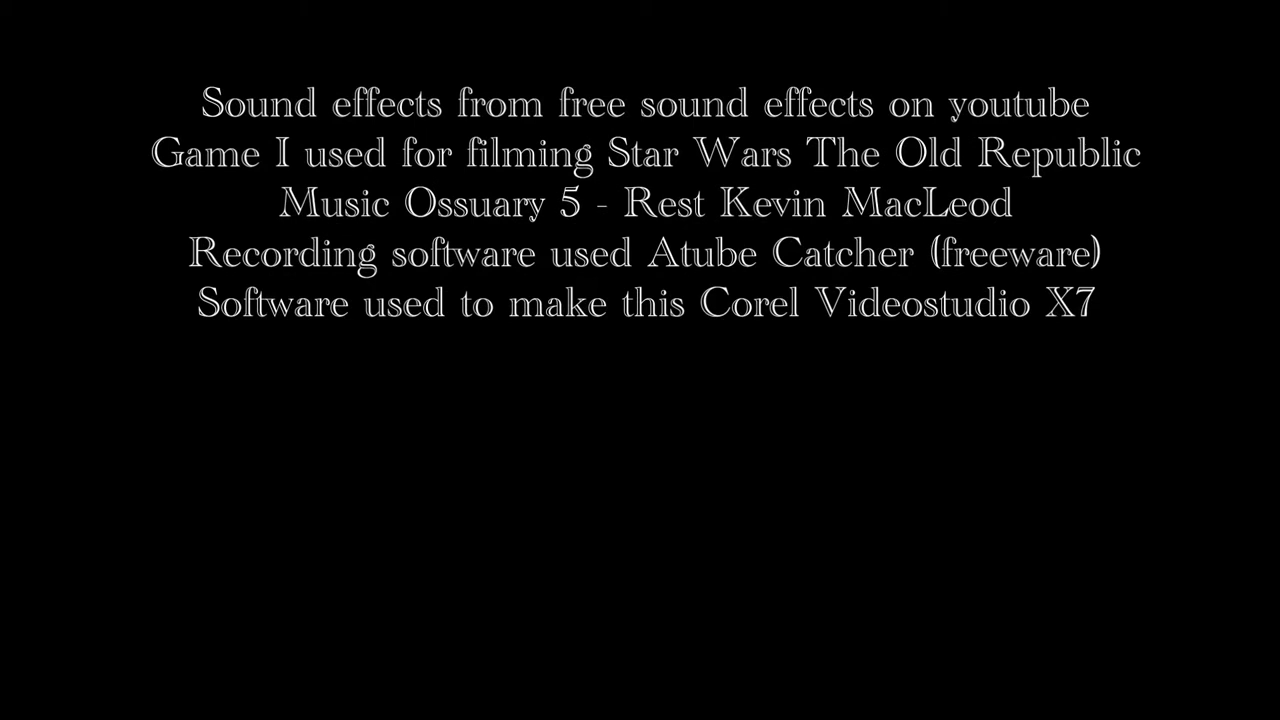 Sound effects from free sound effects on youtube
Game I used for filming Star Wars The Old Republic
Music Ossuary 5 - Rest Kevin MacLeod
Recording software used Atube Catcher (freeware)
Software used to make this Corel Videostudio X7